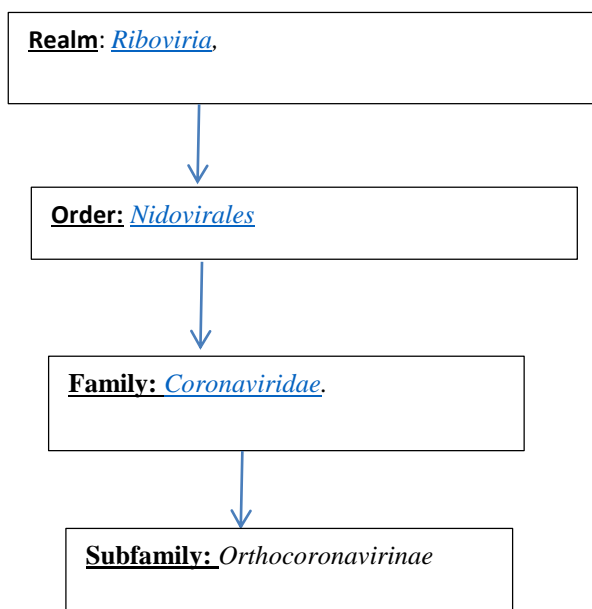 Realm: Riboviria,
Order: Nidovirales
Family: Coronaviridae.
Subfamily: Orthocoronavirinae